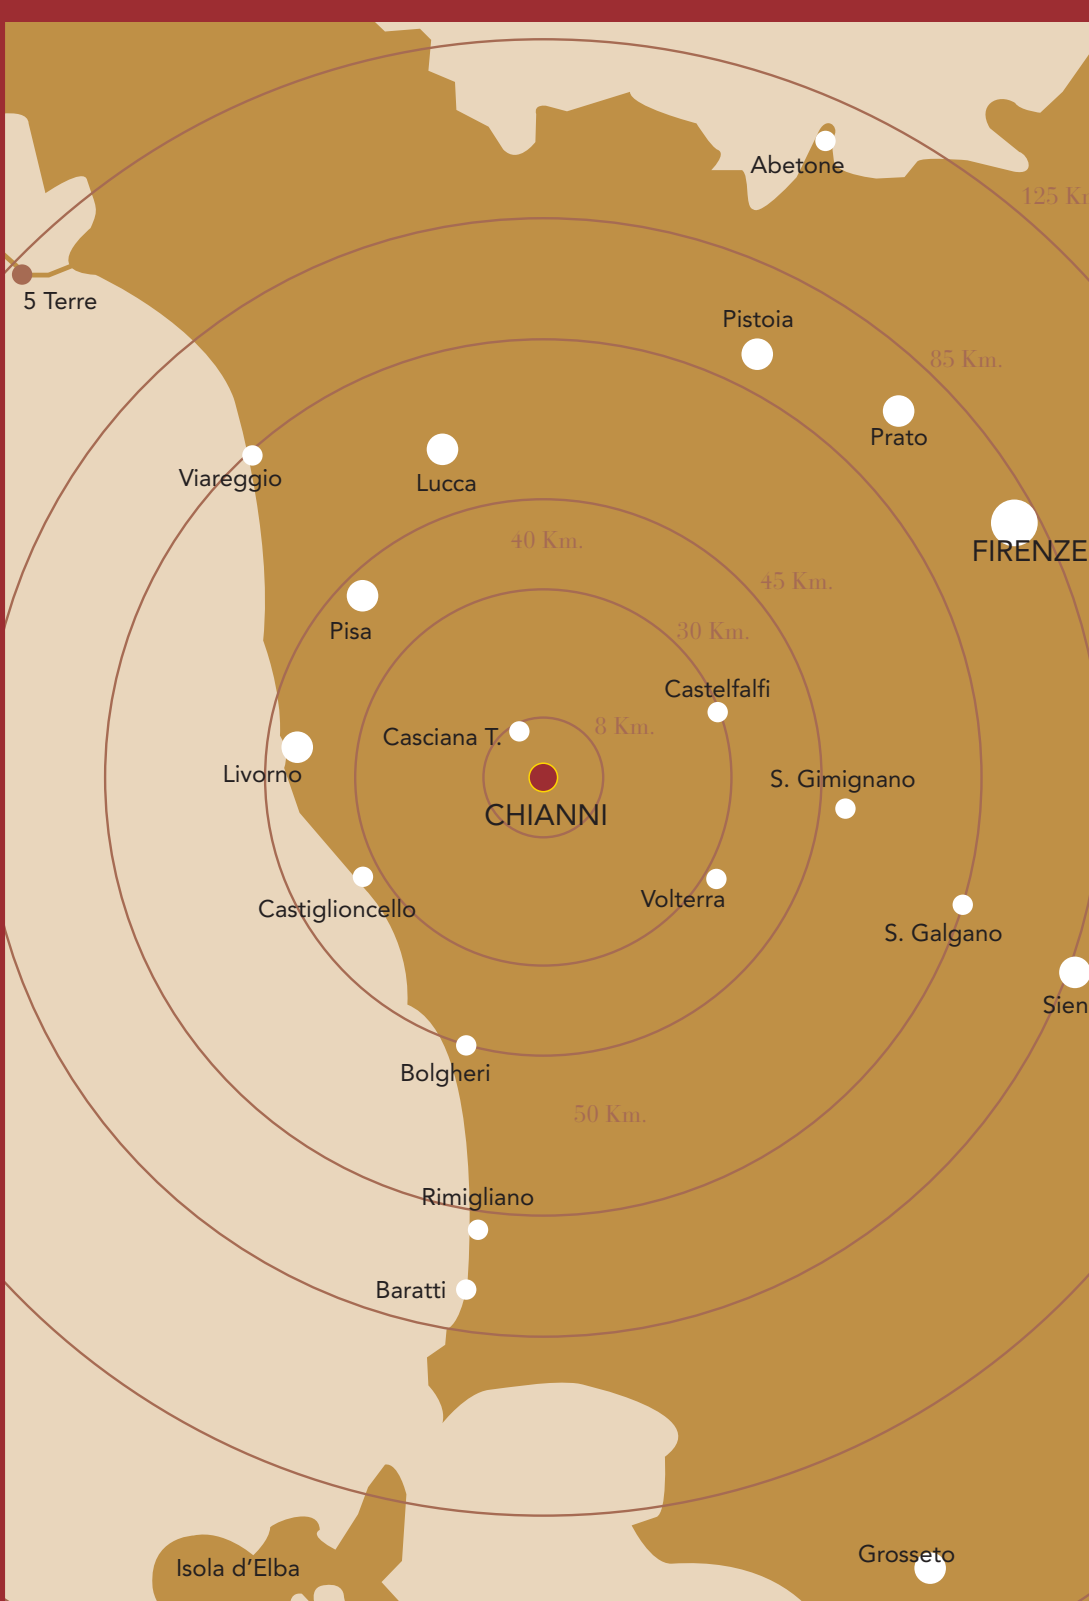 Abetone
125 K
5 Terre
Pistoia
85 Km.
Prato
Viareggio
Lucca
FIRENZE
40 Km.
45 Km.
Pisa
30 Km.
Castelfalfi
8 Km.
Casciana T.
Livorno
S. Gimignano
CHIANNI
Castiglioncello
Volterra
S. Galgano
Sien
Bolgheri
50 Km.
Rimigliano
Baratti
Grosseto
Isola d’Elba